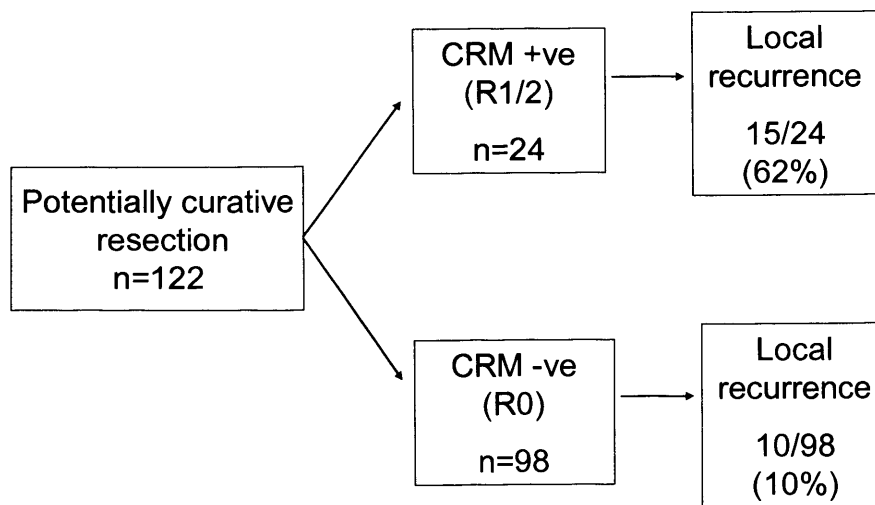 Potentially curative
resection
n=122
CRM +ve
(R1/2)
n=24
Local
recurrence
15/24
(62%)
CRM -ve
(R0)
n=98
Local
recurrence
10/98
(10%)